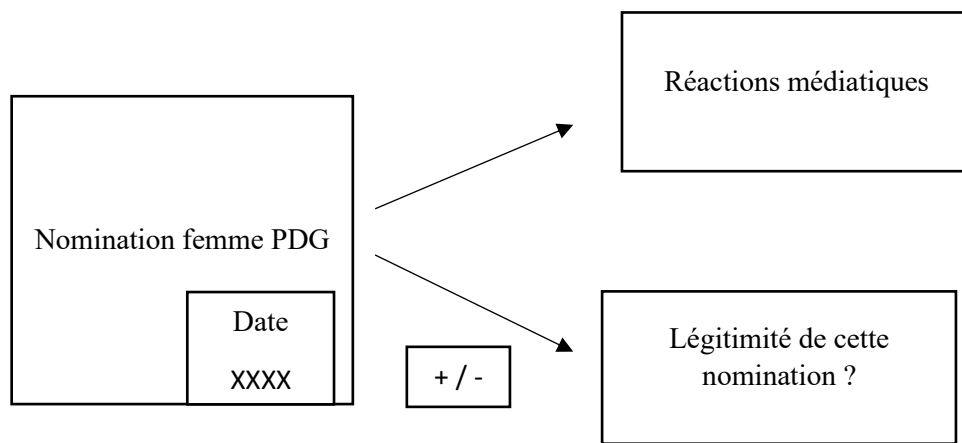 Réactions médiatiques
Nomination femme PDG
Date
XXXX
+ / -
Légitimité de cette
nomination ?